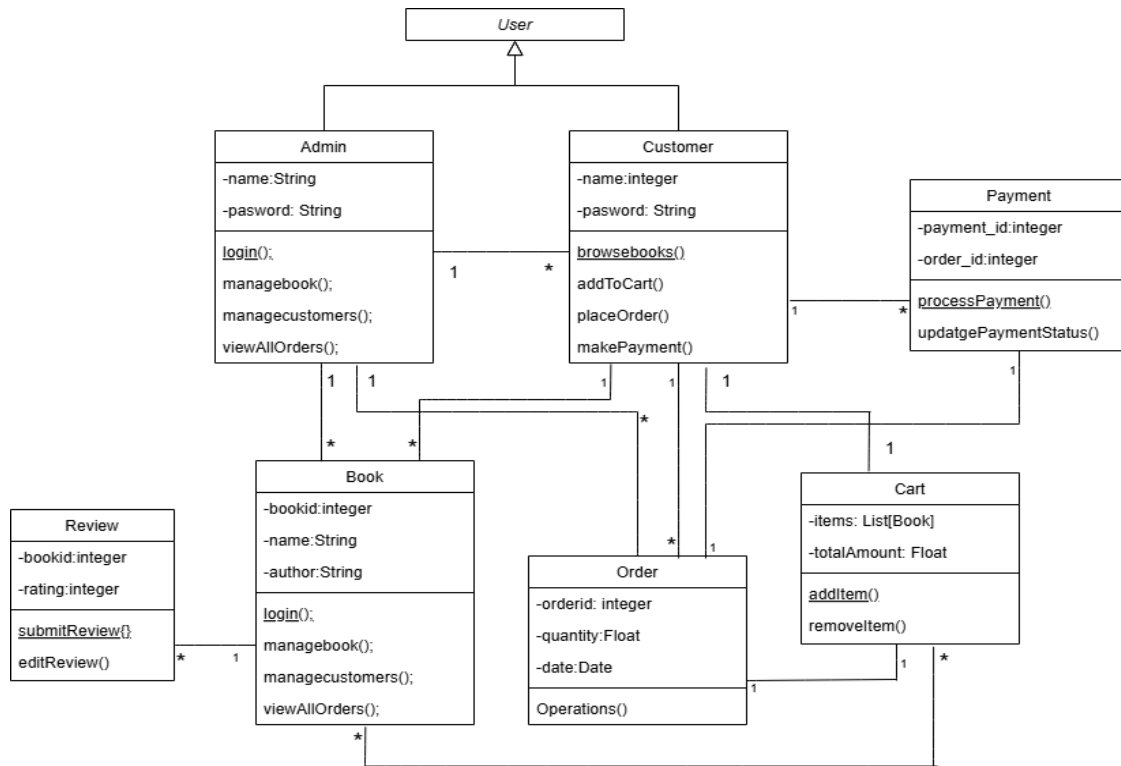 User
Admin
-name:String
-pasword: String
login();
managebook();
managecustomers();
viewAllOrders();
Customer
-name:integer
-pasword: String
browsebooks()
addToCart()
placeOrder()
makePayment()
Payment
-payment_id:integer
-order_id:integer
processPayment()
updatgePaymentStatus()
1
*
1
*
1
1
1
1
1
1
*
*
*
*
1
1
Review
-bookid:integer
-rating:integer
submitReview{}
editReview()
*
1
Book
-bookid:integer
-name:String
-author:String
login();
managebook();
managecustomers();
viewAllOrders();
Order
-orderid: integer
-quantity:Float
-date:Date
Operations()
Cart
-items: List[Book]
-totalAmount: Float
addItem()
removeItem()
1
*
1
1
*